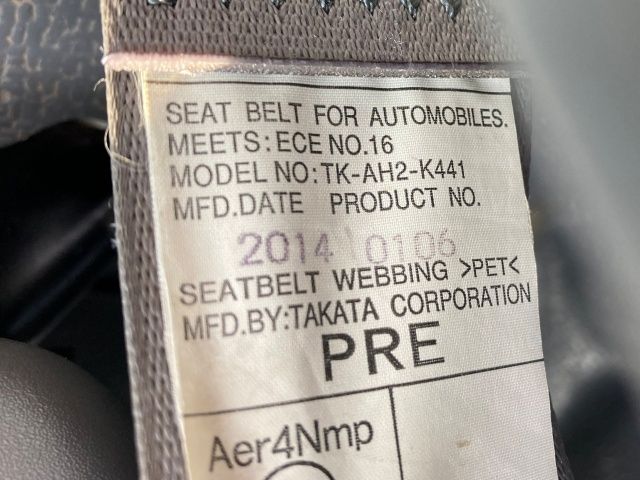 SEAT BELT FOR AUTOMOBILES.
MEETS: ECE NO.16
MODEL NO: TK-AH2-K441
MFD.DATE PRODUCT NO.
2014 0106
SEATBELT WEBBING >PET<
MFD.BY:TAKATA CORPORATION
PRE
Aer4Nmp